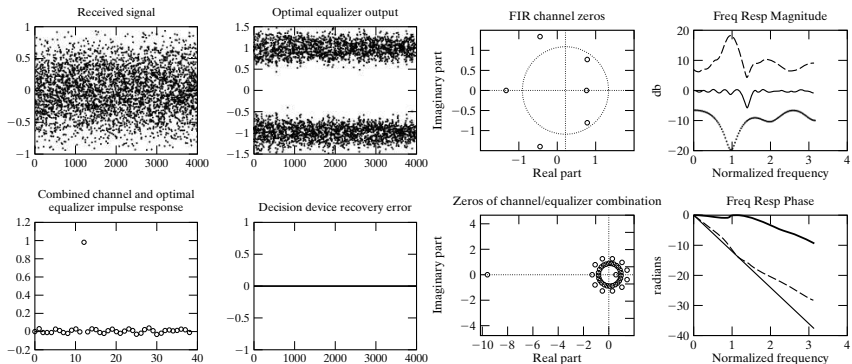 Received signal
1
0.5
0
−0.5
−1
0 1000 2000 3000 4000
Optimal equalizer output
1.5
1
0.5
0
−0.5
−1
−1.5
0 1000 2000 3000 4000
FIR channel zeros
Imaginary part
1
0.5
0
−0.5
−1
−1 0 1
Real part
Freq Resp Magnitude
db
20
10
0
−10
−20
0 1 2 3 4
Normalized frequency
Combined channel and optimal
equalizer impulse response
1.2
1
0.8
0.6
0.4
0.2
0
−0.2
0 10 20 30 40
Decision device recovery error
1
0.5
0
−0.5
−1
0 1000 2000 3000 4000
Zeros of channel/equalizer combination
Imaginary part
4
2
0
−2
−4
−10 −8 −6 −4 −2 0 2
Real part
Freq Resp Phase
radians
0
−10
−20
−30
−40
0 1 2 3 4
Normalized frequency